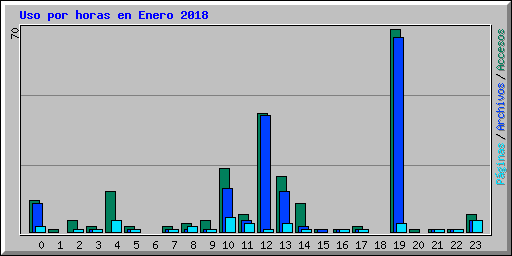 Uso por horas en Enero 2018
70
Páginas / Archivos / Accesos
0 1 2 3 4 5 6 7 8 9 10 11 12 13 14 15 16 17 18 19 20 21 22 23